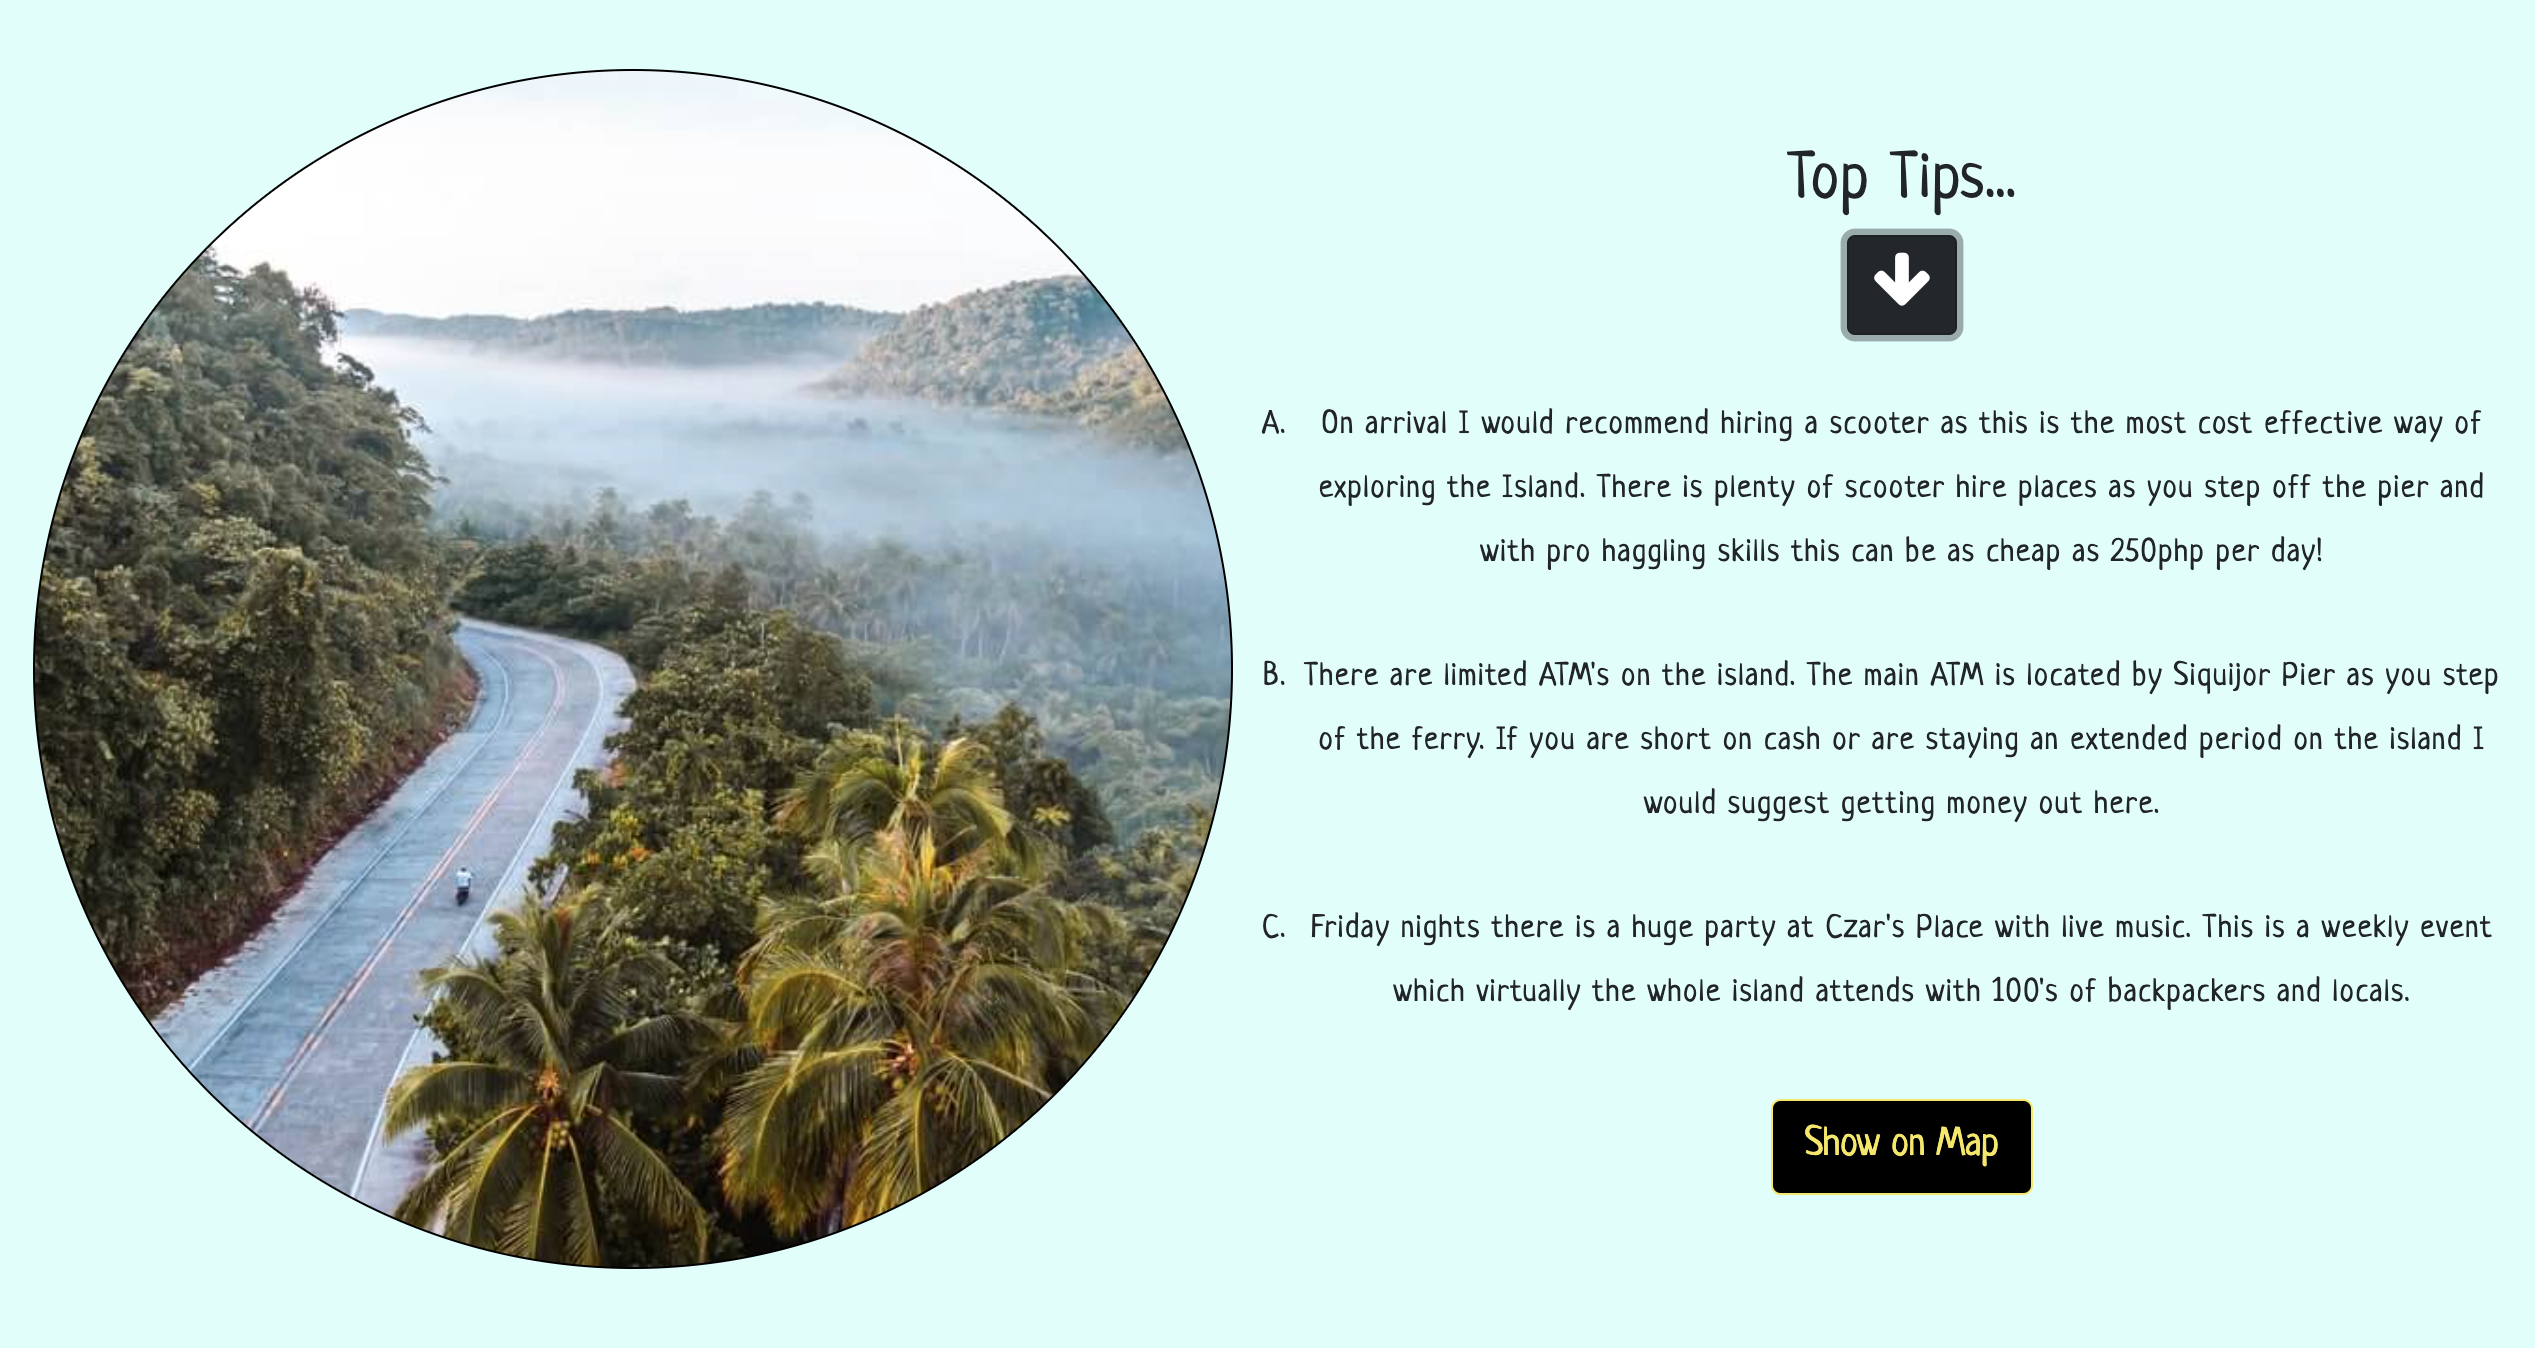 Top Tips...
A. On arrival I would recommend hiring a scooter as this is the most cost effective way of
exploring the Island. There is plenty of scooter hire places as you step off the pier and
with pro haggling skills this can be as cheap as 250php per day!
B. There are limited ATM's on the island. The main ATM is located by Siquijor Pier as you step
of the ferry. If you are short on cash or are staying an extended period on the island I
would suggest getting money out here.
C. Friday nights there is a huge party at Czar's Place with live music. This is a weekly event
which virtually the whole island attends with 100's of backpackers and locals.
Show on Map